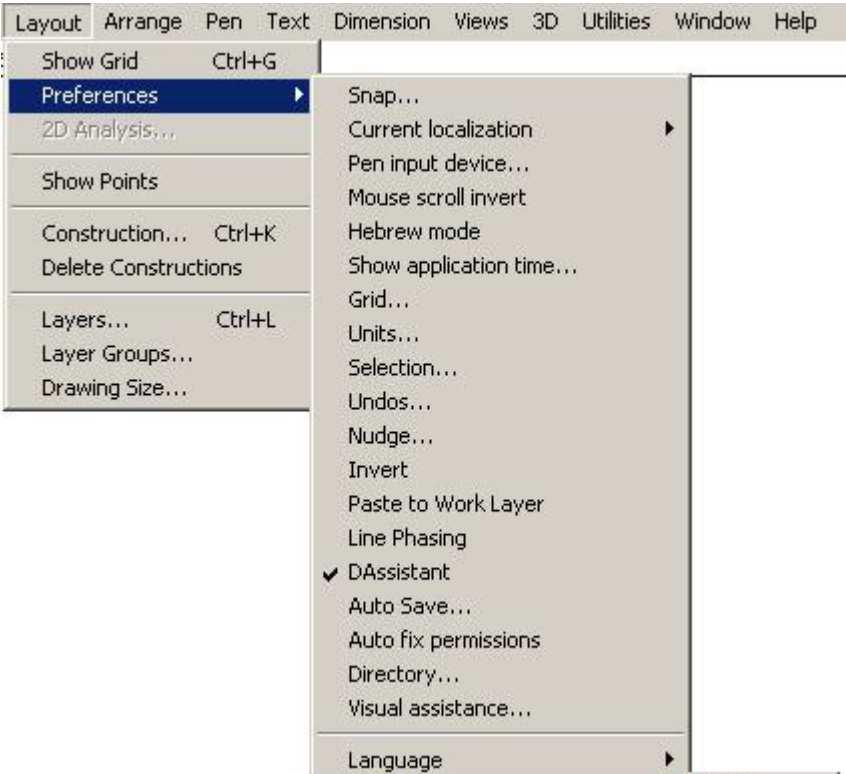 Layout Arrange Pen Text Dimension Views 3D Utilities Window Help
Show Grid Ctrl+G
Preferences
2D Analysis...
Show Points
Construction... Ctrl+K
Delete Constructions
Layers... Ctrl+L
Layer Groups...
Drawing Size...
Snap...
Current localization
Pen input device...
Mouse scroll invert
Hebrew mode
Show application time...
Grid...
Units...
Selection...
Undos...
Nudge...
Invert
Paste to Work Layer
Line Phasing
DAssistant
Auto Save...
Auto fix permissions
Directory...
Visual assistance...
Language